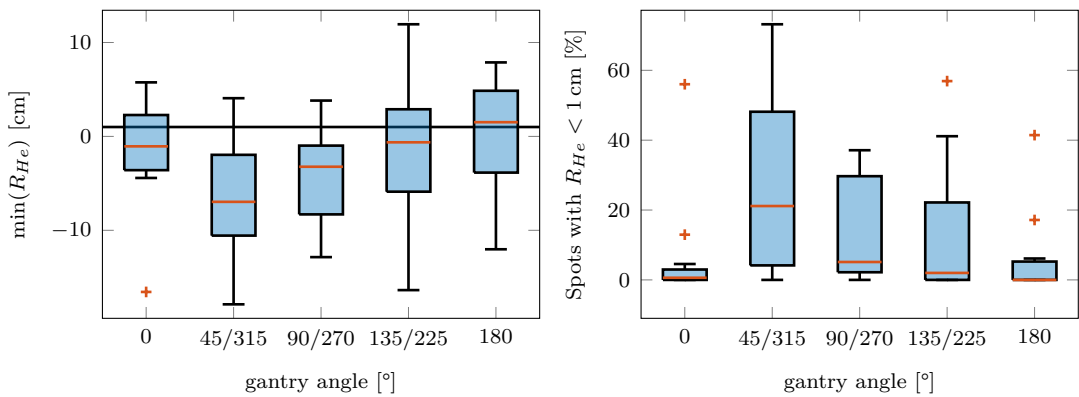 min(R_He) [cm]
10
0
−10
0 45/315 90/270 135/225 180
gantry angle [°]
Spots with R_He < 1 cm [%]
60
40
20
0
0 45/315 90/270 135/225 180
gantry angle [°]